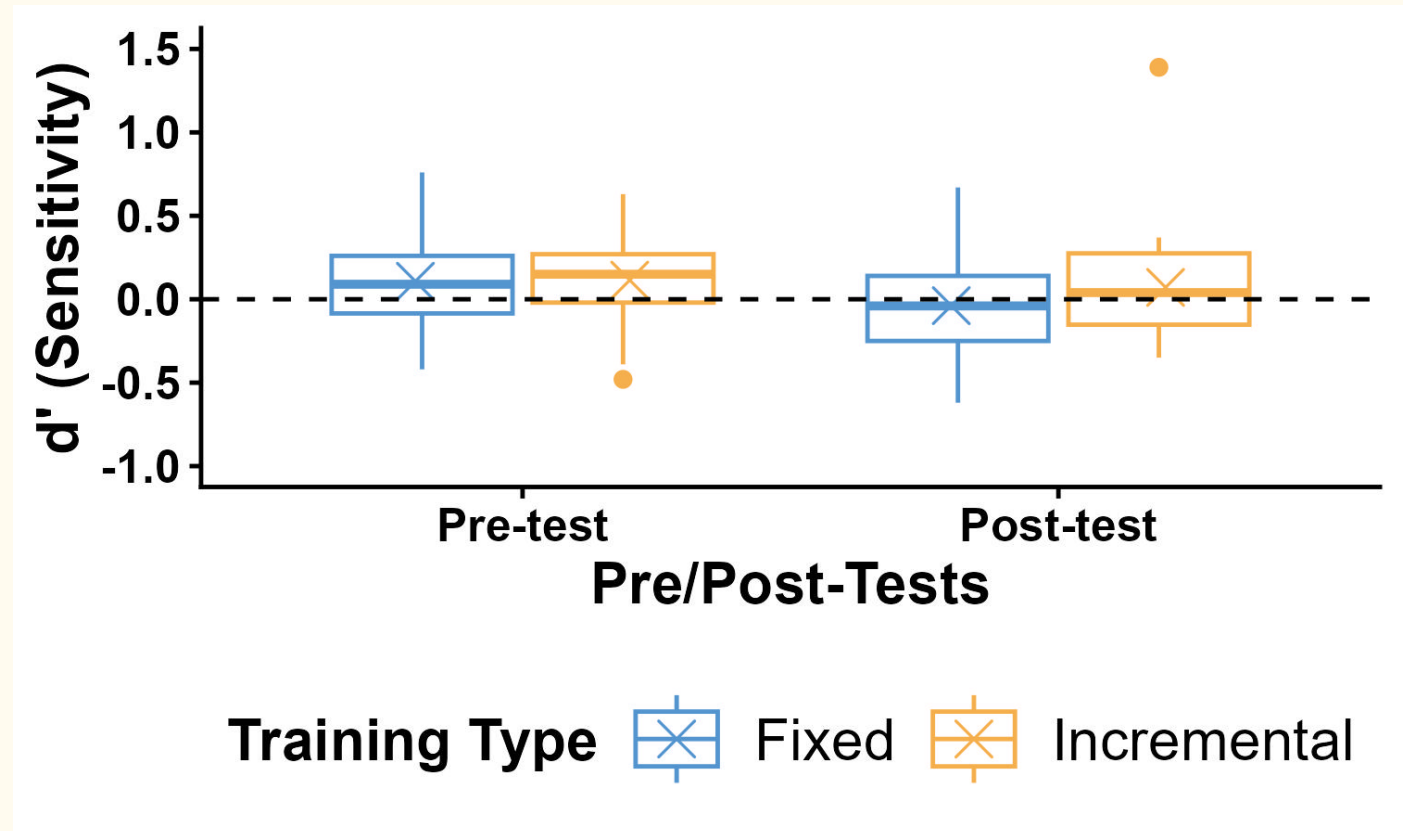 d' (Sensitivity)
1.5
1.0
0.5
0.0
-0.5
-1.0
Pre-test Post-test
Pre/Post-Tests
Training Type Fixed Incremental